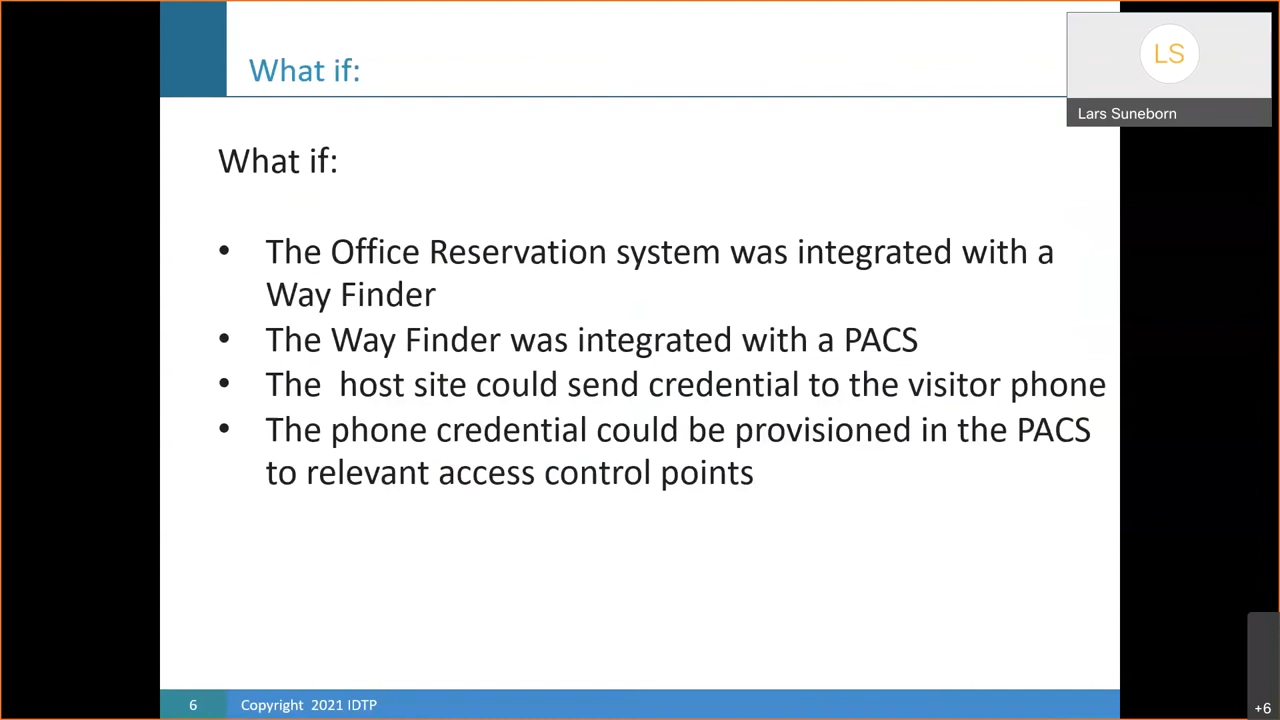 What if:
LS
Lars Suneborn
What if:
• The Office Reservation system was integrated with a
Way Finder
• The Way Finder was integrated with a PACS
• The  host site could send credential to the visitor phone
• The phone credential could be provisioned in the PACS
to relevant access control points
6
Copyright  2021 IDTP
+6